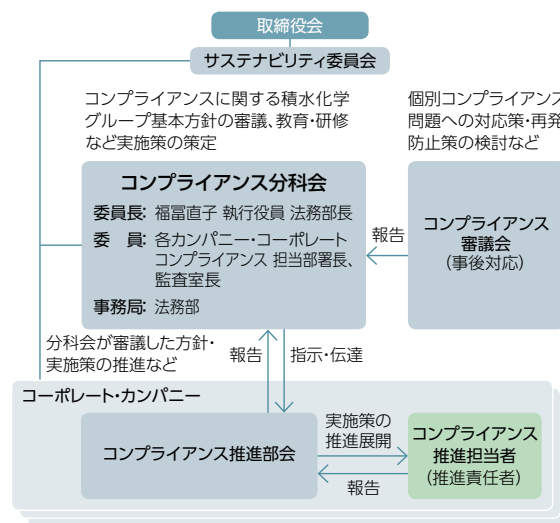 取締役会
サステナビリティ委員会
コンプライアンスに関する積水化学
グループ基本方針の審議、教育・研修
など実施策の策定
個別コンプライアンス
問題への対応策・再発
防止策の検討など
コンプライアンス分科会
委員長: 福冨直子 執行役員 法務部長
委　員: 各カンパニー・コーポレート
コンプライアンス 担当部署長、
監査室長
事務局: 法務部
報告
コンプライアンス
審議会
(事後対応)
分科会が審議した方針・
実施策の推進など
報告
指示・伝達
コーポレート・カンパニー
コンプライアンス推進部会
実施策の
推進展開
報告
コンプライアンス
推進担当者
(推進責任者)